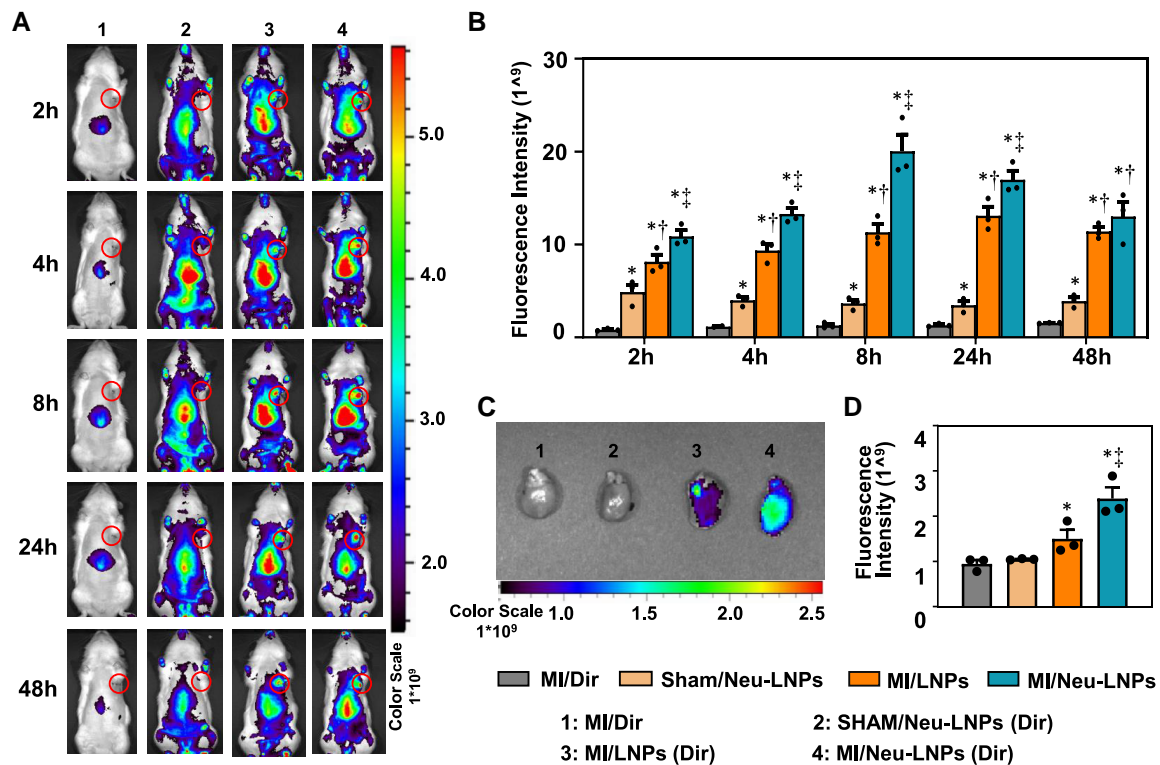 A
1 2 3 4
2h
4h
8h
24h
48h
5.0
4.0
3.0
2.0
Color Scale
1*10⁹
B
Fluorescence Intensity (1^9)
30
20
10
0
* *† *‡
* *† *‡
* *† *‡
* *† *‡
* *† *†
2h 4h 8h 24h 48h
C
1 2 3 4
Color Scale 1.0 1.5 2.0 2.5
1*10⁹
D
Fluorescence
Intensity (1^9)
4
3
2
1
0
* *‡
MI/Dir Sham/Neu-LNPs MI/LNPs MI/Neu-LNPs
1: MI/Dir 2: SHAM/Neu-LNPs (Dir)
3: MI/LNPs (Dir) 4: MI/Neu-LNPs (Dir)